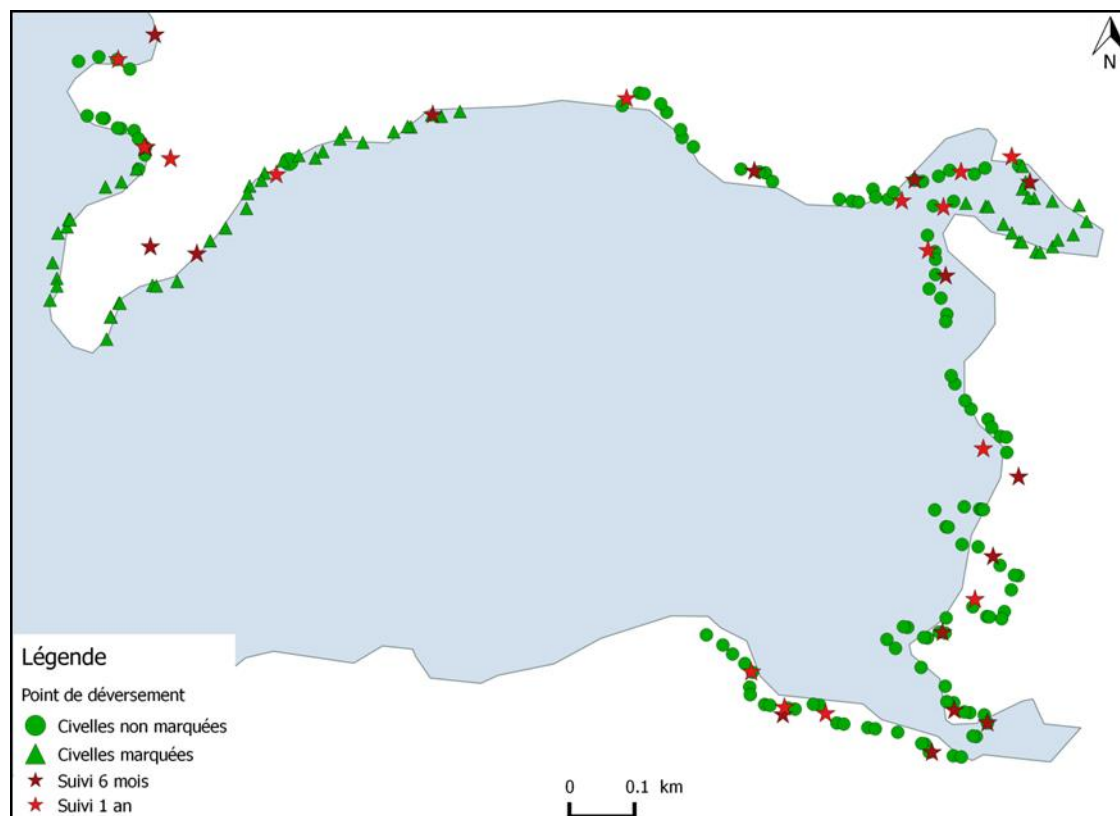 N
Légende
Point de déversement
Civelles non marquées
Civelles marquées
Suivi 6 mois
Suivi 1 an
0 0.1 km